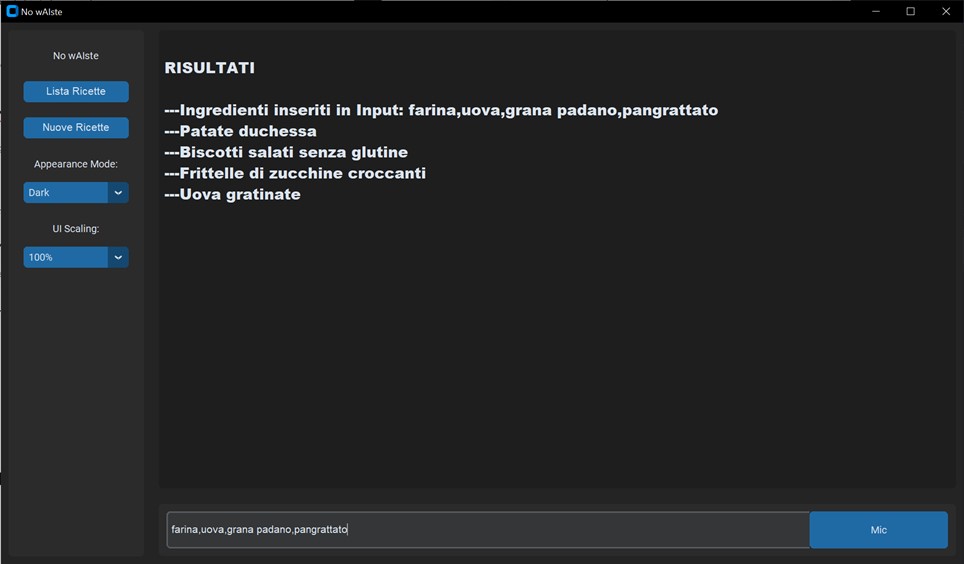 No wAIste
No wAIste
Lista Ricette
Nuove Ricette
Appearance Mode:
Dark
UI Scaling:
100%
RISULTATI
---Ingredienti inseriti in Input: farina,uova,grana padano,pangrattato
---Patate duchessa
---Biscotti salati senza glutine
---Frittelle di zucchine croccanti
---Uova gratinate
farina,uova,grana padano,pangrattato
Mic